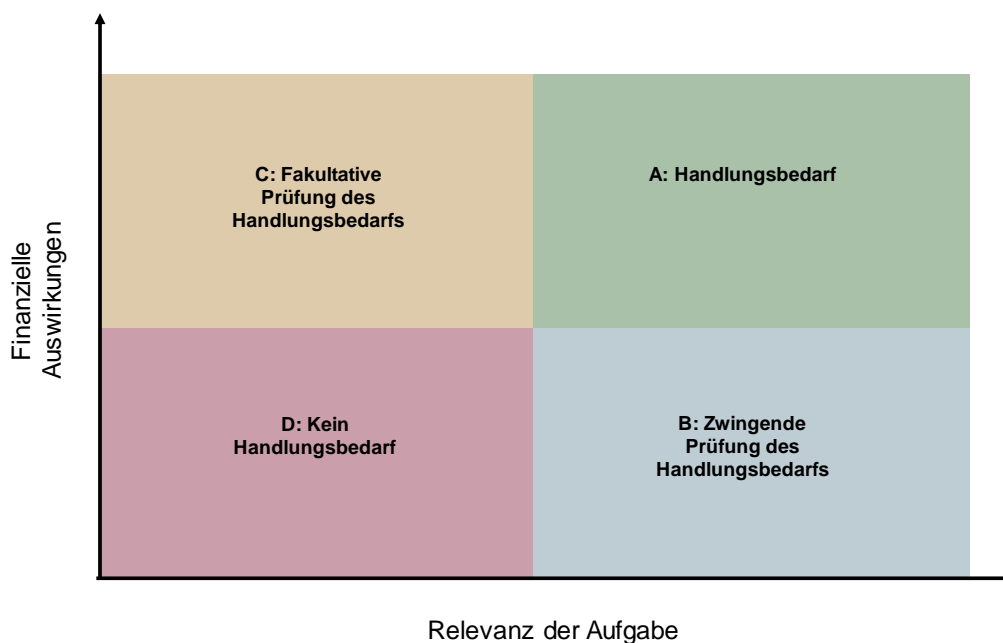 C: Fakultative
Prüfung des
Handlungsbedarfs
A: Handlungsbedarf
Finanzielle
Auswirkungen
D: Kein
Handlungsbedarf
B: Zwingende
Prüfung des
Handlungsbedarfs
Relevanz der Aufgabe